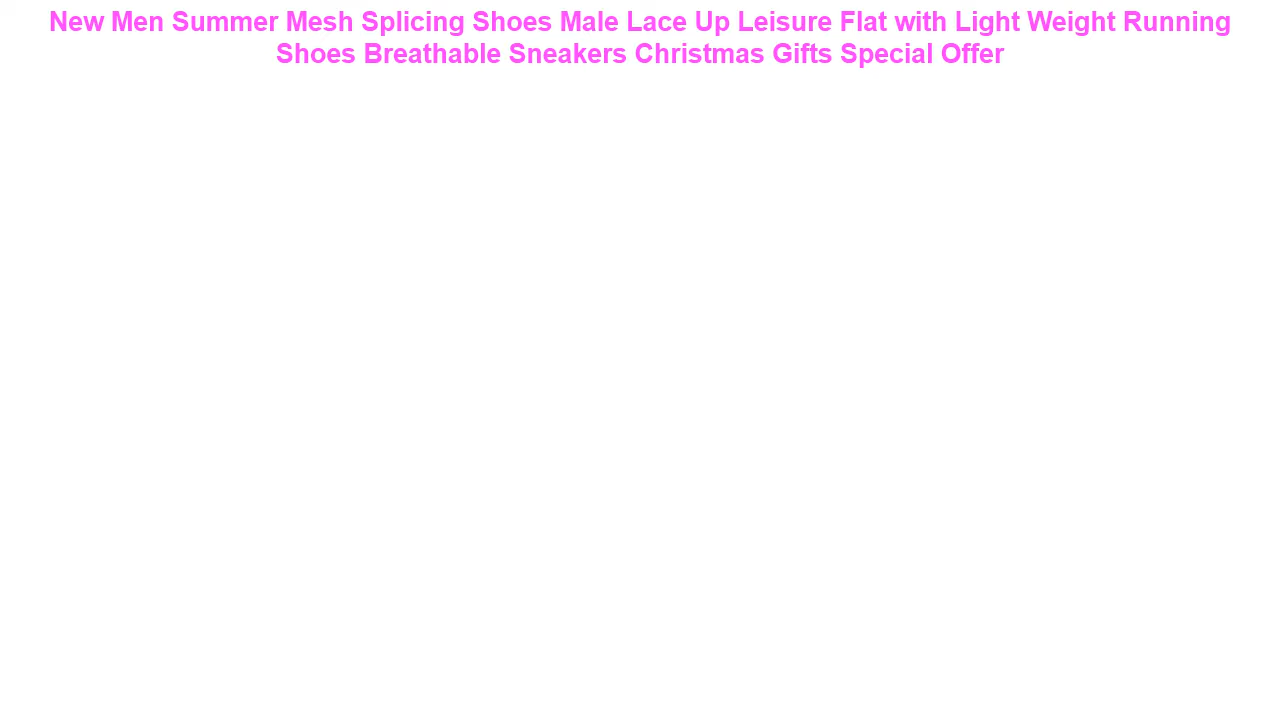 New Men Summer Mesh Splicing Shoes Male Lace Up Leisure Flat with Light Weight Running
Shoes Breathable Sneakers Christmas Gifts Special Offer